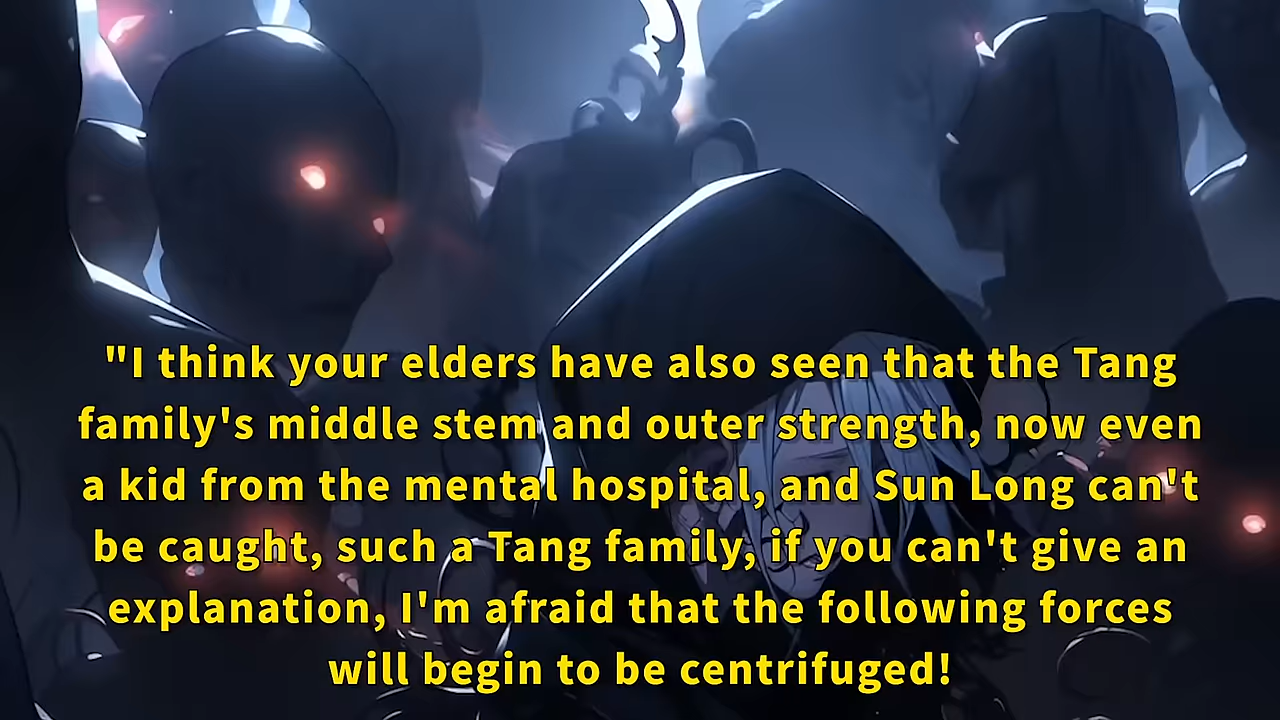 "I think your elders have also seen that the Tang
family's middle stem and outer strength, now even
a kid from the mental hospital, and Sun Long can't
be caught, such a Tang family, if you can't give an
explanation, I'm afraid that the following forces
will begin to be centrifuged!